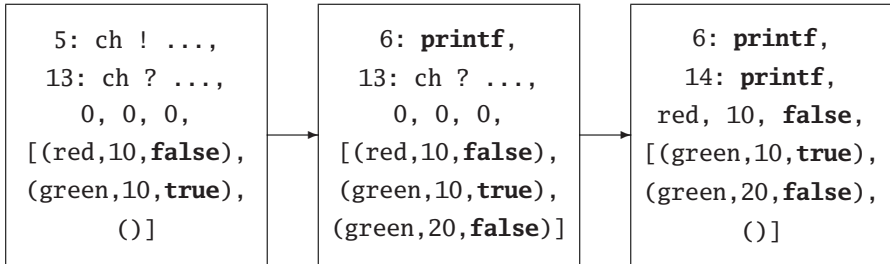 5: ch ! ...,
13: ch ? ...,
0, 0, 0,
[(red,10,false),
(green,10,true),
()]
6: printf,
13: ch ? ...,
0, 0, 0,
[(red,10,false),
(green,10,true),
(green,20,false)]
6: printf,
14: printf,
red, 10, false,
[(green,10,true),
(green,20,false),
()]